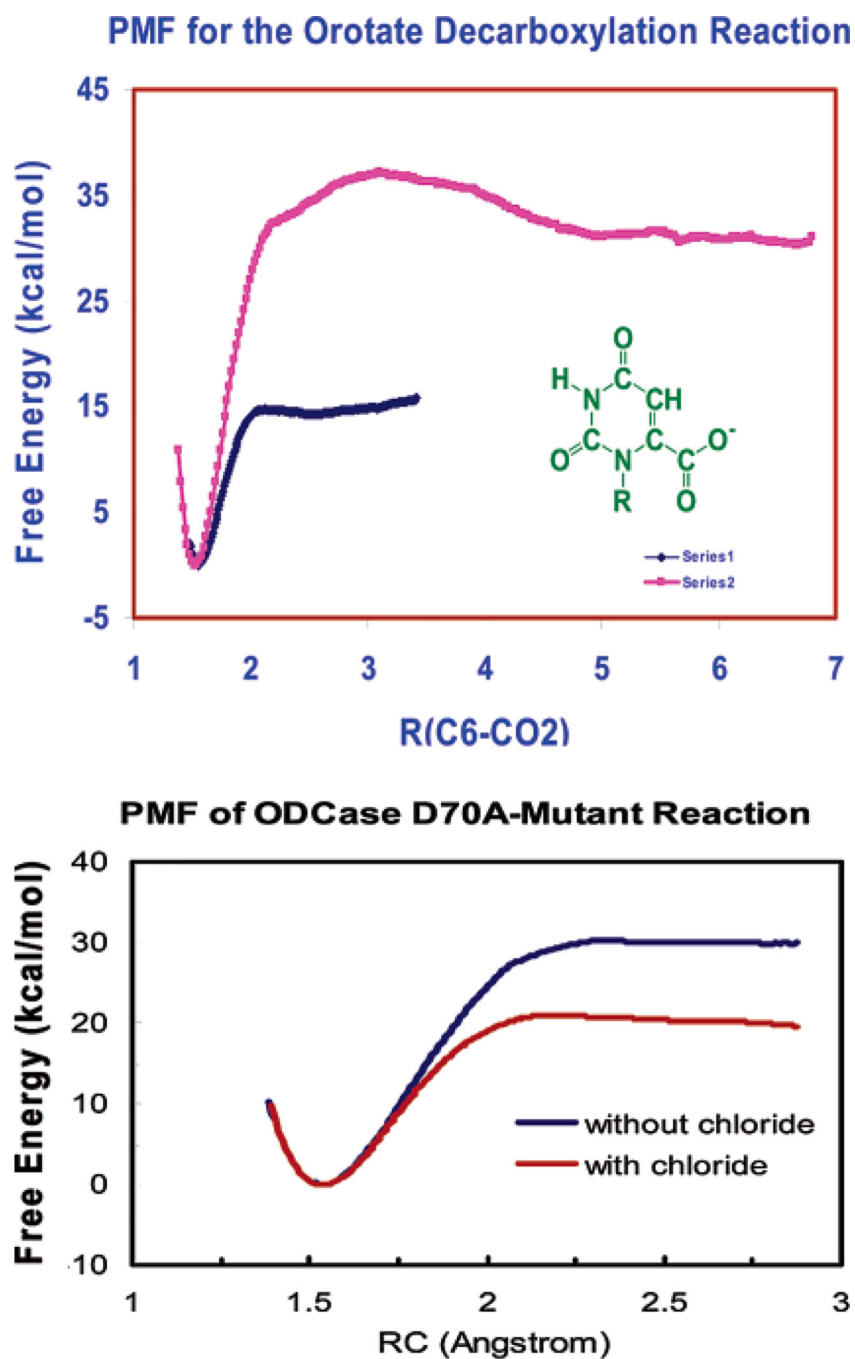 PMF for the Orotate Decarboxylation Reaction
45
35
25
15
5
-5
Free Energy (kcal/mol)
O
H
C
N
CH
C
C
O
N
C
O-
R
O
Series1
Series2
1 2 3 4 5 6 7
R(C6-CO2)
PMF of ODCase D70A-Mutant Reaction
40
30
20
10
0
-10
Free Energy (kcal/mol)
without chloride
with chloride
1 1.5 2 2.5 3
RC (Angstrom)